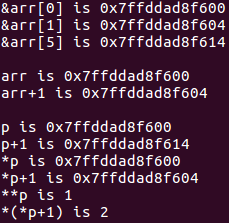 &arr[0] is 0x7ffddad8f600
&arr[1] is 0x7ffddad8f604
&arr[5] is 0x7ffddad8f614
arr is 0x7ffddad8f600
arr+1 is 0x7ffddad8f604
p is 0x7ffddad8f600
p+1 is 0x7ffddad8f614
*p is 0x7ffddad8f600
*p+1 is 0x7ffddad8f604
**p is 1
*(*p+1) is 2